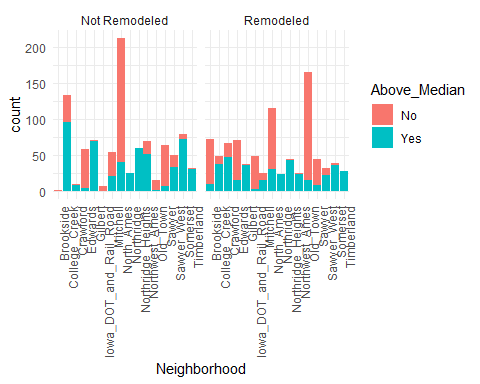 Not Remodeled
Remodeled
200
150
100
50
0
count
Brookside
College_Creek
Crawford
Edwards
Gilbert
Iowa_DOT_and_Rail_Road
Mitchell
North_Ames
Northridge
Northridge_Heights
Northwest_Ames
Old_Town
Sawyer
Sawyer_West
Somerset
Timberland
Brookside
College_Creek
Crawford
Edwards
Gilbert
Iowa_DOT_and_Rail_Road
Mitchell
North_Ames
Northridge
Northridge_Heights
Northwest_Ames
Old_Town
Sawyer
Sawyer_West
Somerset
Timberland
Neighborhood
Above_Median
No
Yes